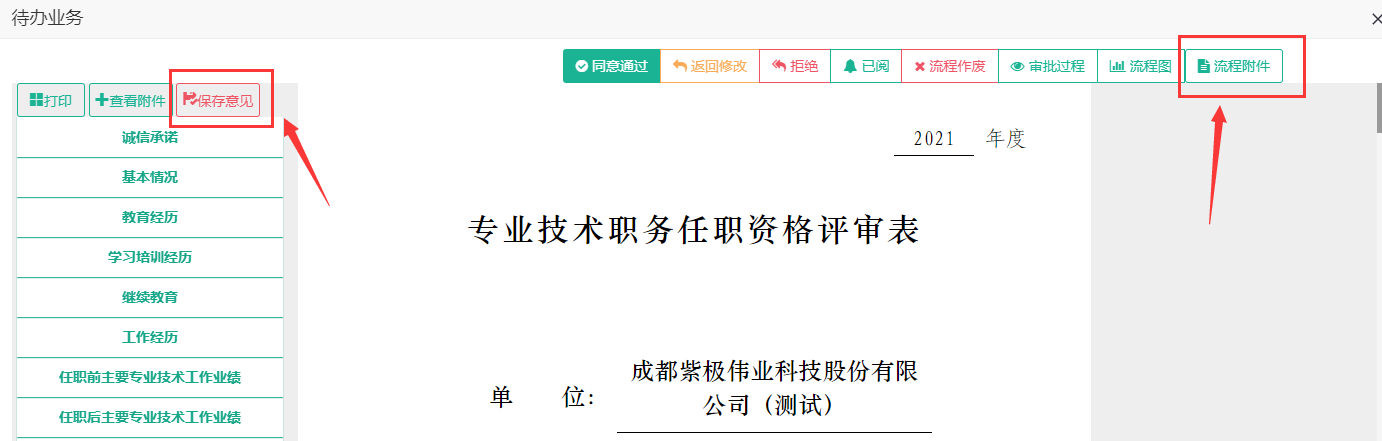 待办业务
同意通过 返回修改 拒绝 已阅 流程作废 审批过程 流程图 流程附件
打印 查看附件 保存意见
诚信承诺
基本情况
教育经历
学习培训经历
继续教育
工作经历
任职前主要专业技术工作业绩
任职后主要专业技术工作业绩
2021 年度
专业技术职务任职资格评审表
单 位: 成都紫极伟业科技股份有限
公司（测试）